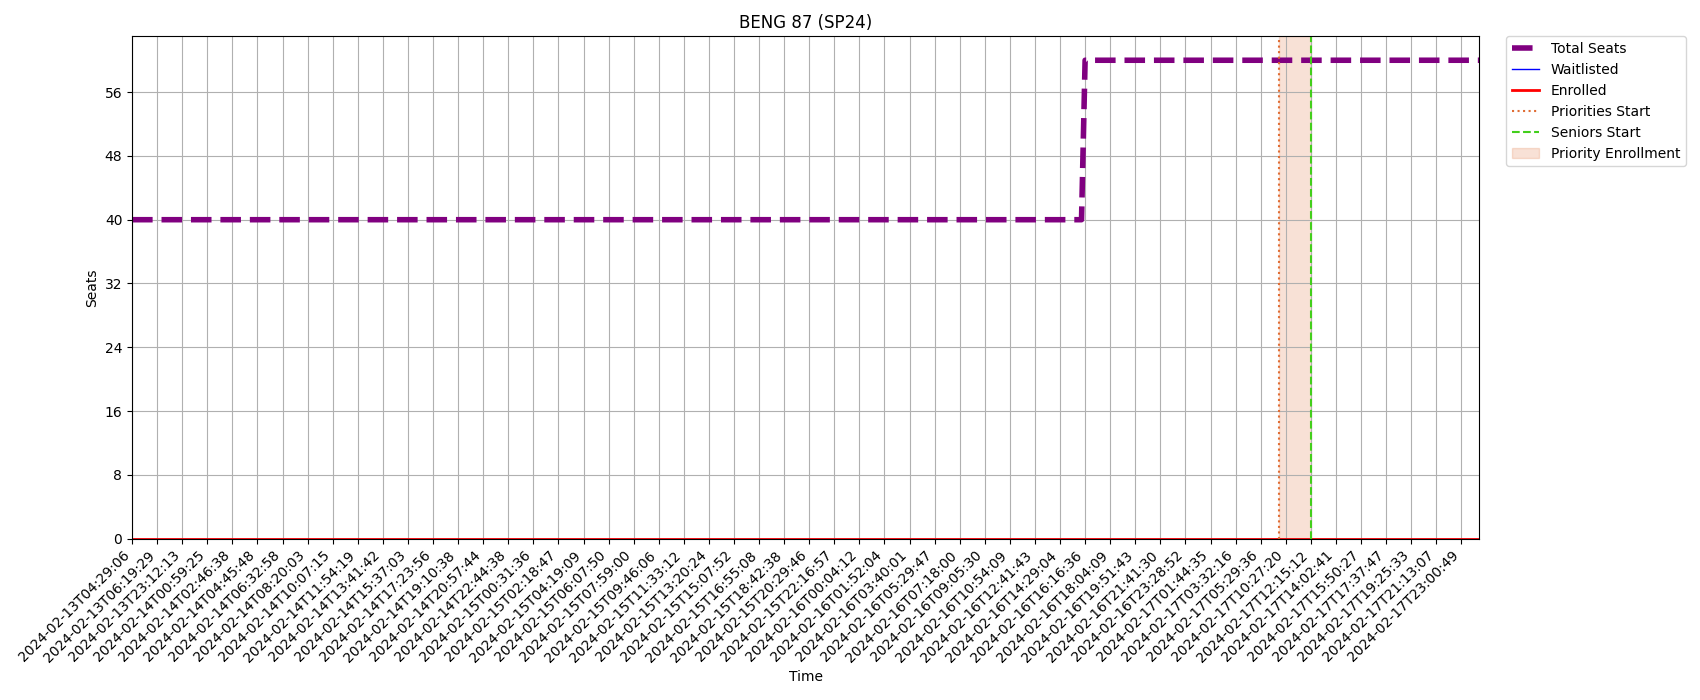 BENG 87 (SP24)
Total Seats
Waitlisted
Enrolled
Priorities Start
Seniors Start
Priority Enrollment
56
48
40
32
24
16
8
0
Seats
2024-02-13T04:29:06
2024-02-13T06:19:29
2024-02-13T23:12:13
2024-02-14T00:59:25
2024-02-14T02:46:38
2024-02-14T04:45:48
2024-02-14T06:32:58
2024-02-14T08:20:03
2024-02-14T10:07:15
2024-02-14T11:54:19
2024-02-14T13:41:42
2024-02-14T15:37:03
2024-02-14T17:23:56
2024-02-14T19:10:38
2024-02-14T20:57:44
2024-02-14T22:44:38
2024-02-15T00:31:36
2024-02-15T02:18:47
2024-02-15T04:19:09
2024-02-15T06:07:50
2024-02-15T07:59:00
2024-02-15T09:46:06
2024-02-15T11:33:12
2024-02-15T13:20:24
2024-02-15T15:07:52
2024-02-15T16:55:08
2024-02-15T18:42:38
2024-02-15T20:29:46
2024-02-15T22:16:57
2024-02-16T00:04:12
2024-02-16T01:52:04
2024-02-16T03:40:01
2024-02-16T05:29:47
2024-02-16T07:18:00
2024-02-16T09:05:30
2024-02-16T10:54:09
2024-02-16T12:41:43
2024-02-16T14:29:04
2024-02-16T16:16:36
2024-02-16T18:04:09
2024-02-16T19:51:43
2024-02-16T21:41:30
2024-02-16T23:28:52
2024-02-17T01:44:35
2024-02-17T03:32:16
2024-02-17T05:29:36
2024-02-17T10:27:20
2024-02-17T12:15:12
2024-02-17T14:02:41
2024-02-17T15:50:27
2024-02-17T17:37:47
2024-02-17T19:25:33
2024-02-17T21:13:07
2024-02-17T23:00:49
Time